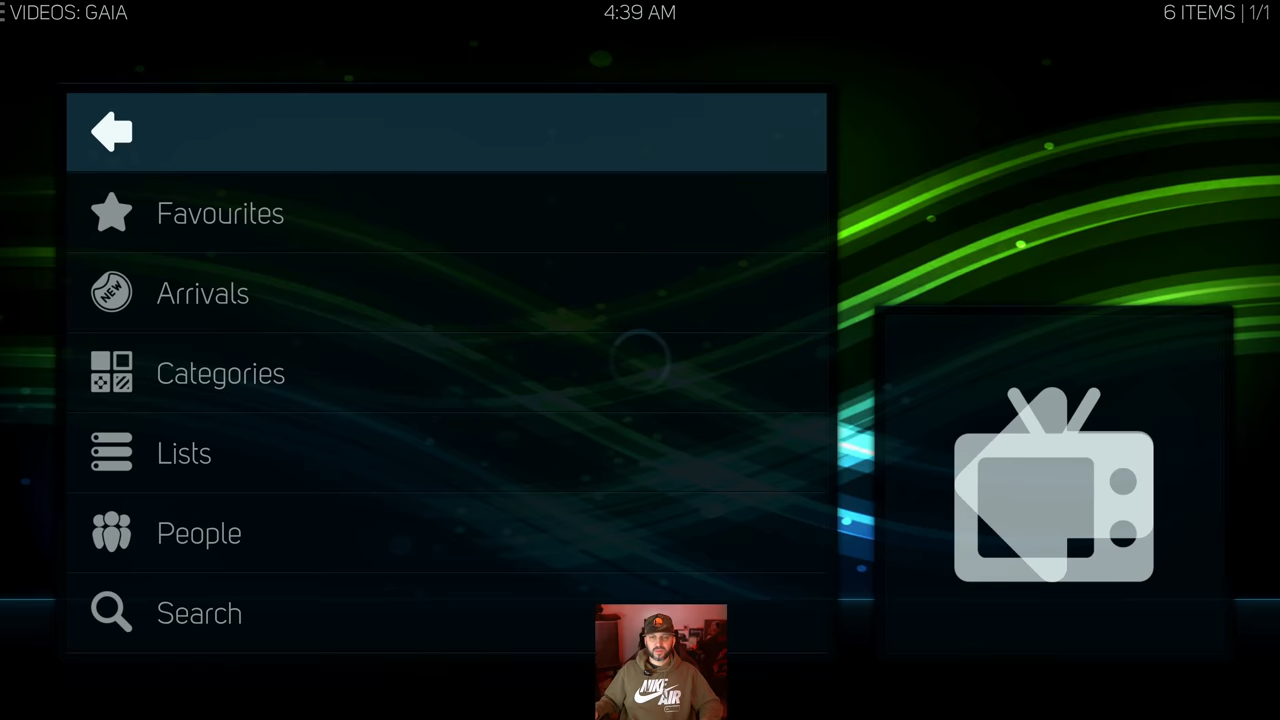 VIDEOS: GAIA
4:39 AM
6 ITEMS | 1/1
Favourites
NEW
Arrivals
Categories
Lists
People
Search
NIKE
AIR